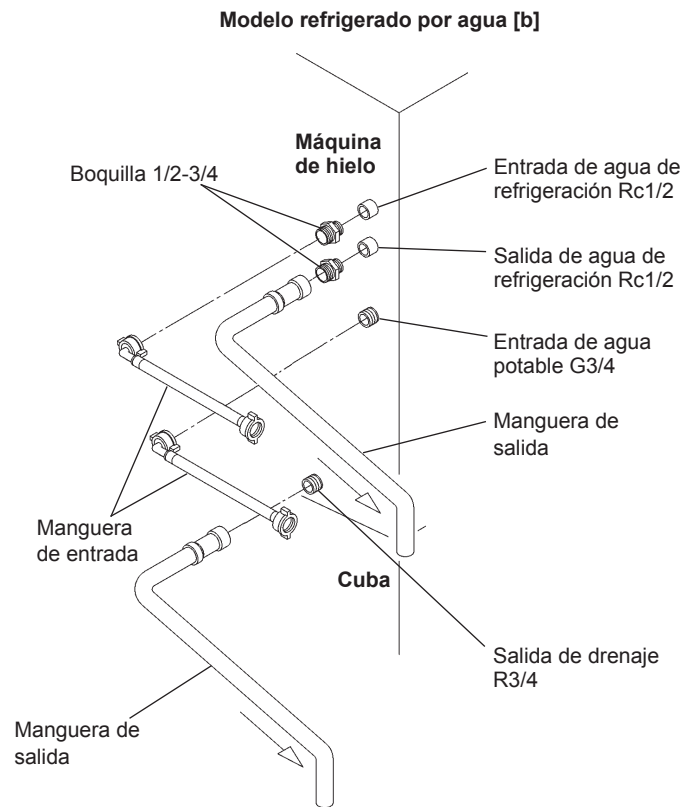 Modelo refrigerado por agua [b]
Máquina
de hielo
Boquilla 1/2-3/4
Entrada de agua de
refrigeración Rc1/2
Salida de agua de
refrigeración Rc1/2
Entrada de agua
potable G3/4
Manguera de
salida
Manguera
de entrada
Cuba
Salida de drenaje
R3/4
Manguera de
salida